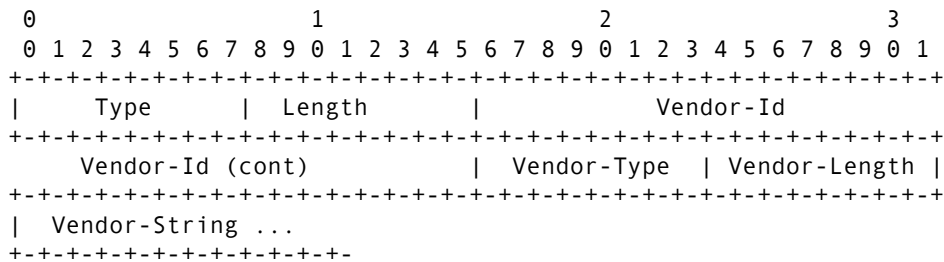 0                   1                   2                   3
 0 1 2 3 4 5 6 7 8 9 0 1 2 3 4 5 6 7 8 9 0 1 2 3 4 5 6 7 8 9 0 1
+-+-+-+-+-+-+-+-+-+-+-+-+-+-+-+-+-+-+-+-+-+-+-+-+-+-+-+-+-+-+-+-+
|     Type      |  Length       |            Vendor-Id
+-+-+-+-+-+-+-+-+-+-+-+-+-+-+-+-+-+-+-+-+-+-+-+-+-+-+-+-+-+-+-+-+
     Vendor-Id (cont)           |  Vendor-Type  | Vendor-Length |
+-+-+-+-+-+-+-+-+-+-+-+-+-+-+-+-+-+-+-+-+-+-+-+-+-+-+-+-+-+-+-+-+
|  Vendor-String ...
+-+-+-+-+-+-+-+-+-+-+-+-